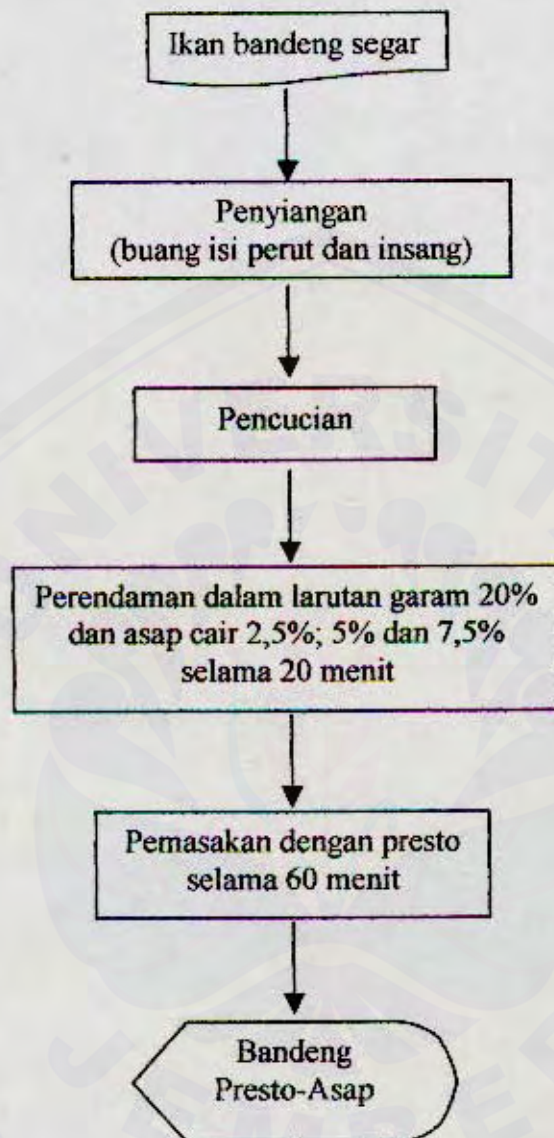 Ikan bandeng segar
Penyiangan
(buang isi perut dan insang)
Pencucian
Perendaman dalam larutan garam 20%
dan asap cair 2,5%; 5% dan 7,5%
selama 20 menit
Pemasakan dengan presto
selama 60 menit
Bandeng
Presto-Asap